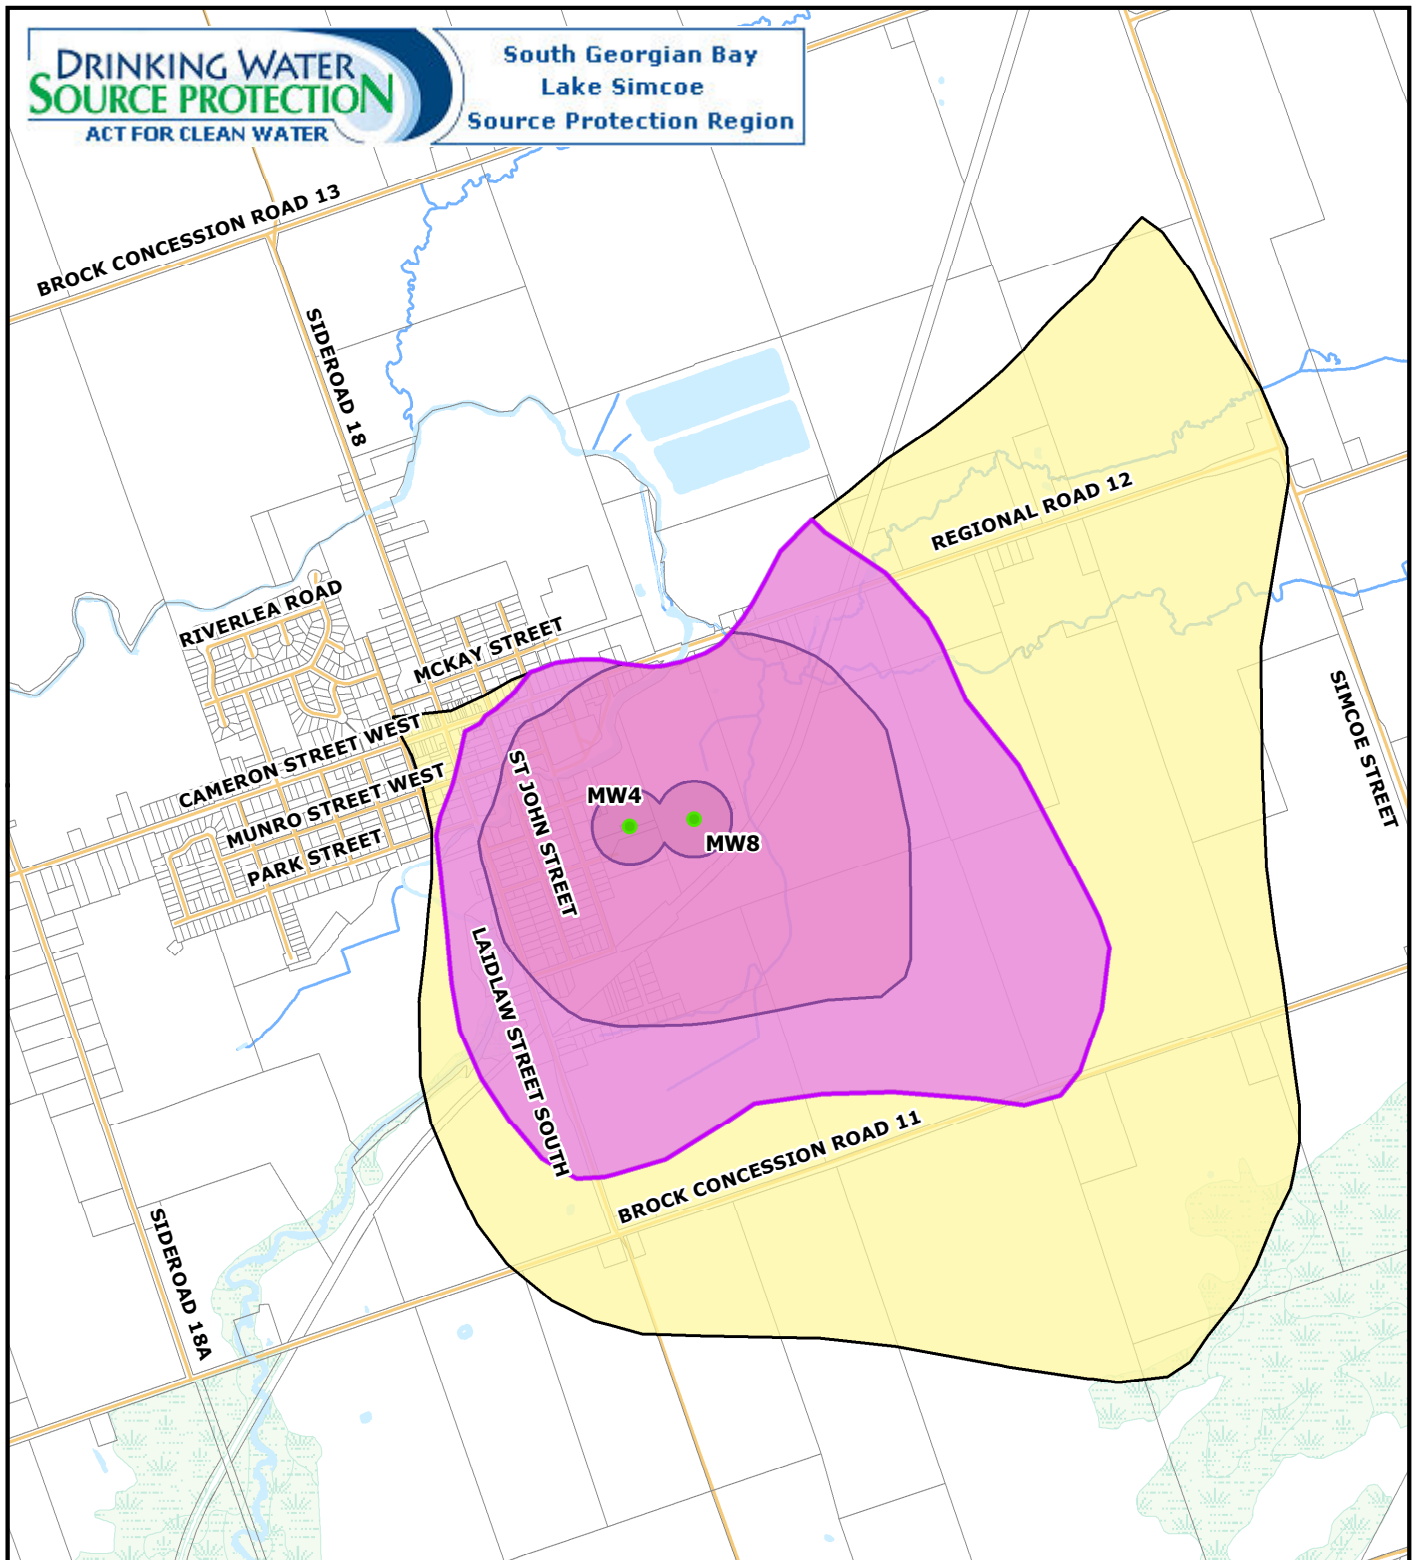 DRINKING WATER
SOURCE PROTECTION
ACT FOR CLEAN WATER
South Georgian Bay
Lake Simcoe
Source Protection Region
BROCK CONCESSION ROAD 13
SIDEROAD 18
REGIONAL ROAD 12
RIVERLEA ROAD
MCKAY STREET
SIMCOE STREET
CAMERON STREET WEST
MUNRO STREET WEST
PARK STREET
ST JOHN STREET
MW4
MW8
LAIDLAW STREET SOUTH
BROCK CONCESSION ROAD 11
SIDEROAD 18A